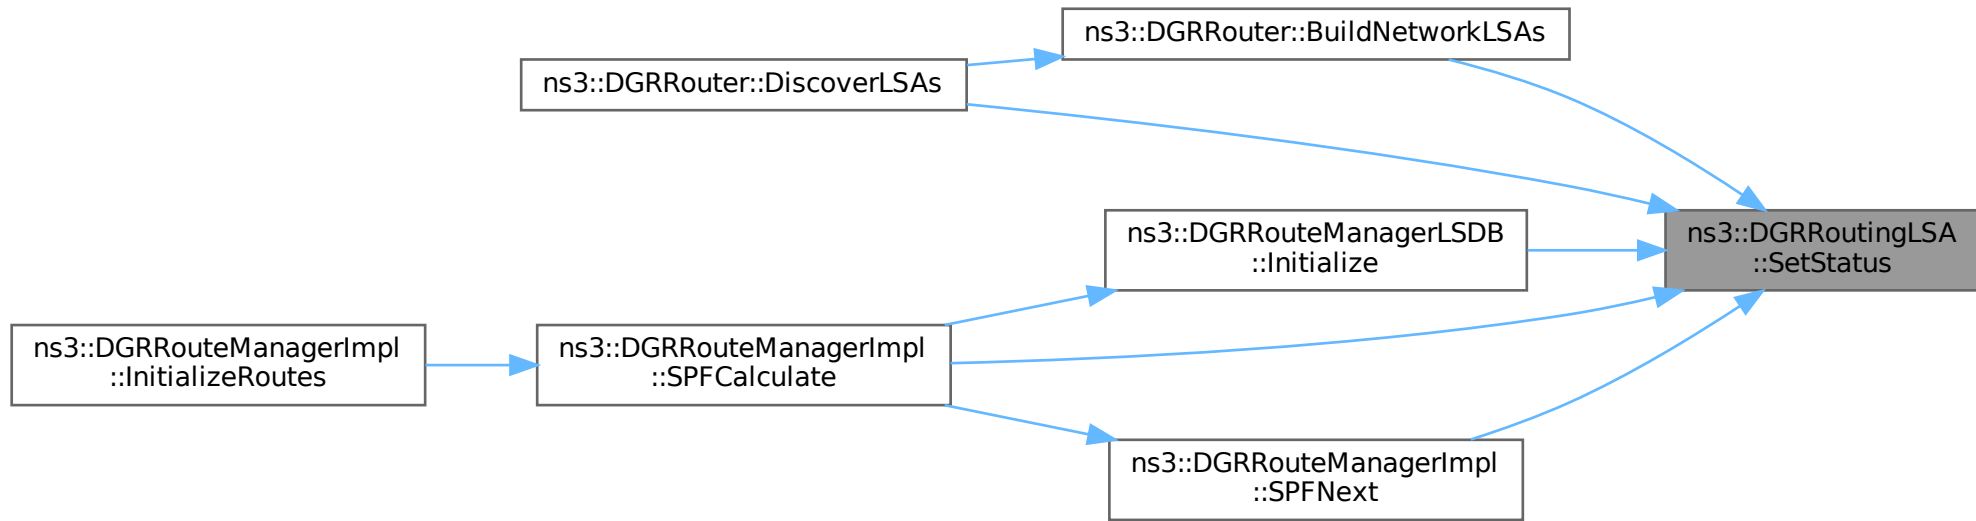 ns3::DGRRouter::BuildNetworkLSAs
ns3::DGRRouter::DiscoverLSAs
ns3::DGRRouteManagerLSDB
::Initialize
ns3::DGRRoutingLSA
::SetStatus
ns3::DGRRouteManagerImpl
::InitializeRoutes
ns3::DGRRouteManagerImpl
::SPFCalculate
ns3::DGRRouteManagerImpl
::SPFNext